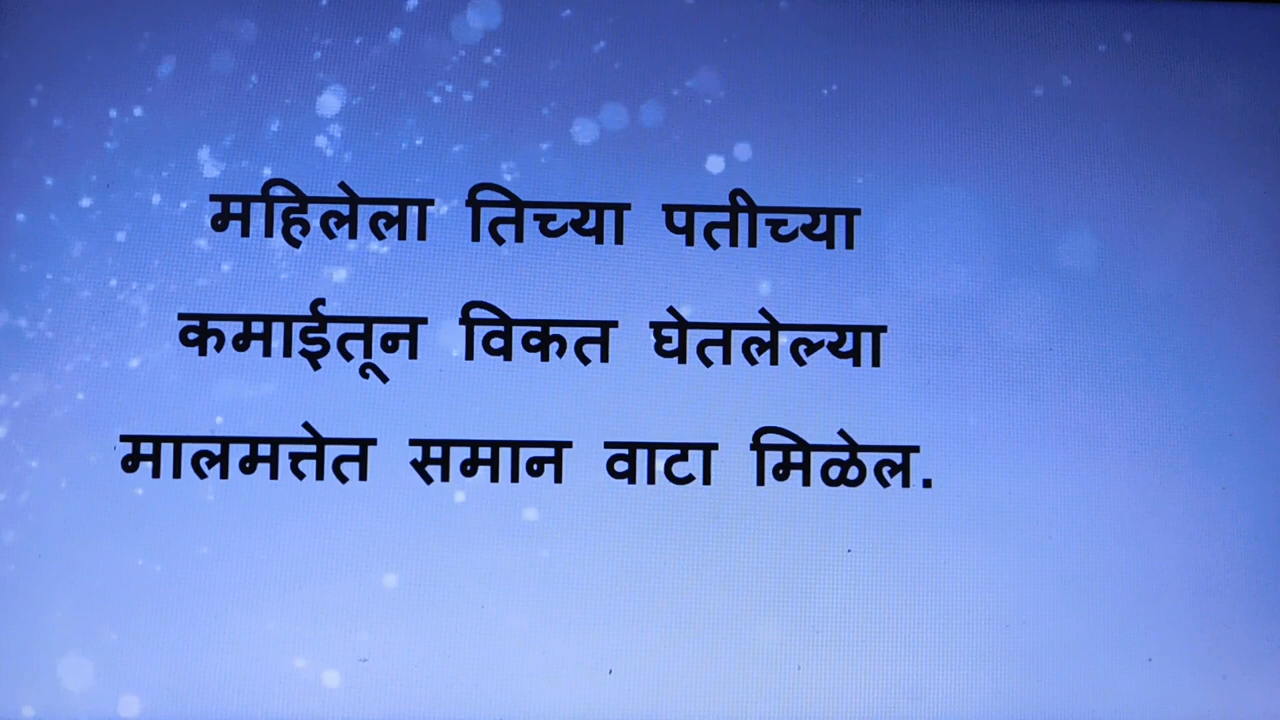 महिलेला तिच्या पतीच्या
कमाईतून विकत घेतलेल्या
मालमत्तेत समान वाटा मिळेल.